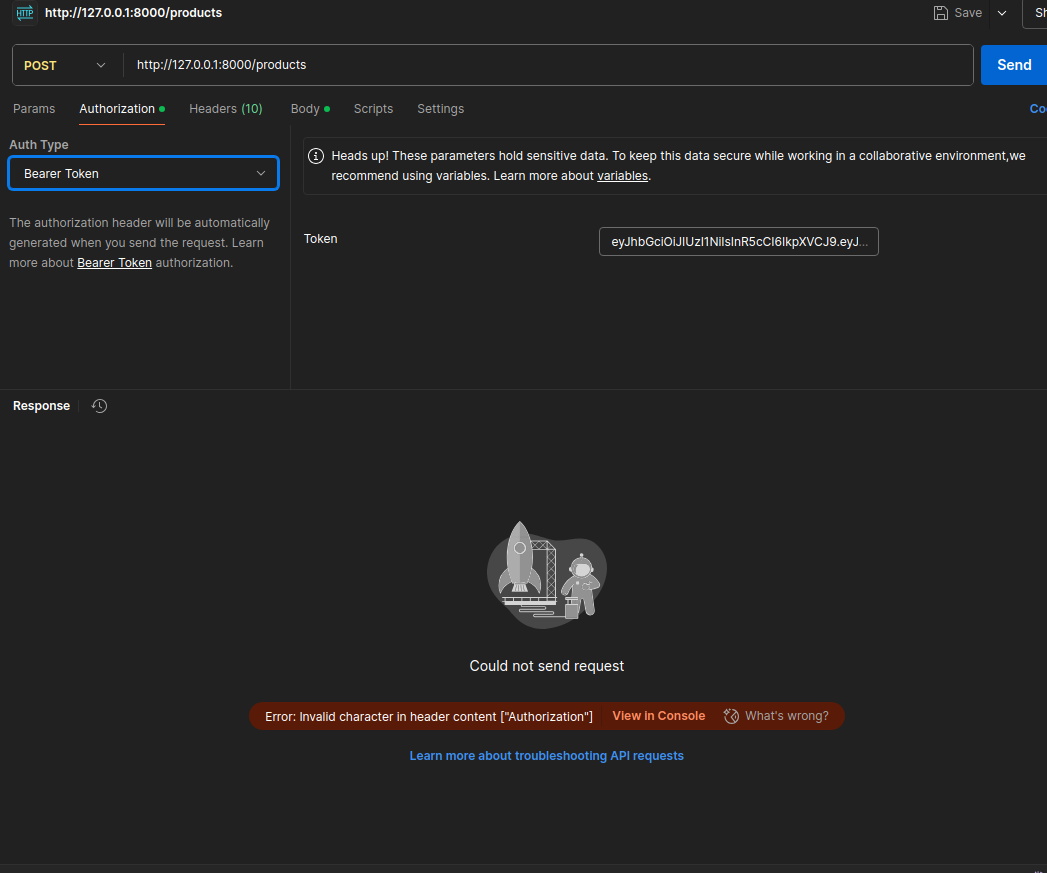 HTTP http://127.0.0.1:8000/products Save Sh
POST http://127.0.0.1:8000/products Send
Params Authorization Headers (10) Body Scripts Settings Coo
Auth Type
Bearer Token
The authorization header will be automatically
generated when you send the request. Learn
more about Bearer Token authorization.
Heads up! These parameters hold sensitive data. To keep this data secure while working in a collaborative environment,we
recommend using variables. Learn more about variables.
Token eyJhbGciOiJIUzI1NiIsInR5cCI6IkpXVCJ9.eyJ...
Response
Could not send request
Error: Invalid character in header content ["Authorization"] View in Console What's wrong?
Learn more about troubleshooting API requests